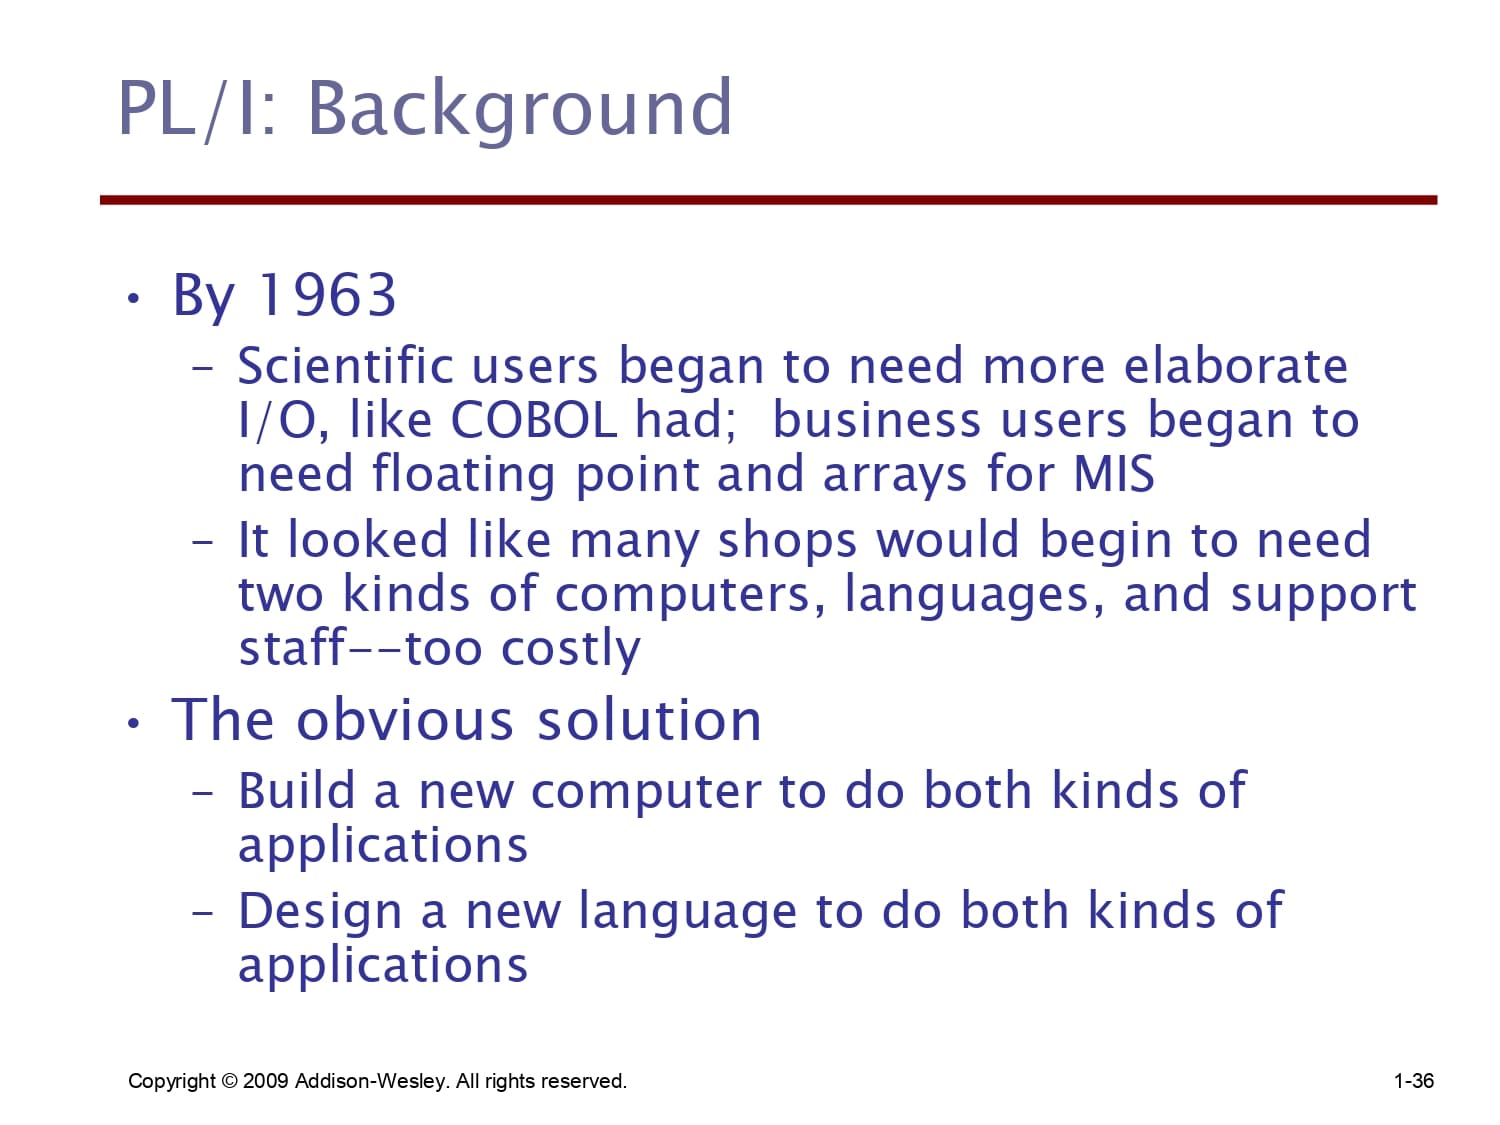 PL/I: Background
• By 1963
– Scientific users began to need more elaborate
I/O, like COBOL had;  business users began to
need floating point and arrays for MIS
– It looked like many shops would begin to need
two kinds of computers, languages, and support
staff--too costly
• The obvious solution
– Build a new computer to do both kinds of
applications
– Design a new language to do both kinds of
applications
Copyright © 2009 Addison-Wesley. All rights reserved.
1-36